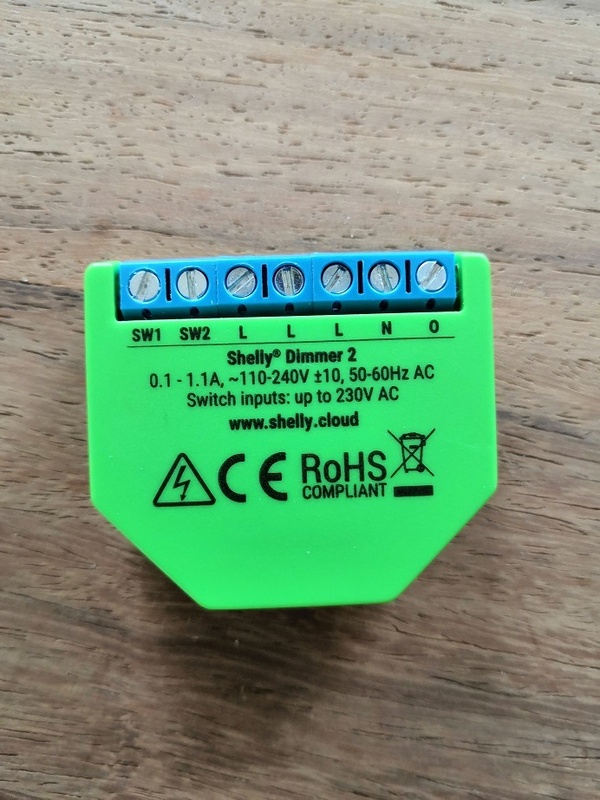 SW1 SW2 L L L N O
Shelly® Dimmer 2
0.1 - 1.1A, ~110-240V ±10, 50-60Hz AC
Switch inputs: up to 230V AC
www.shelly.cloud
CE RoHS
COMPLIANT